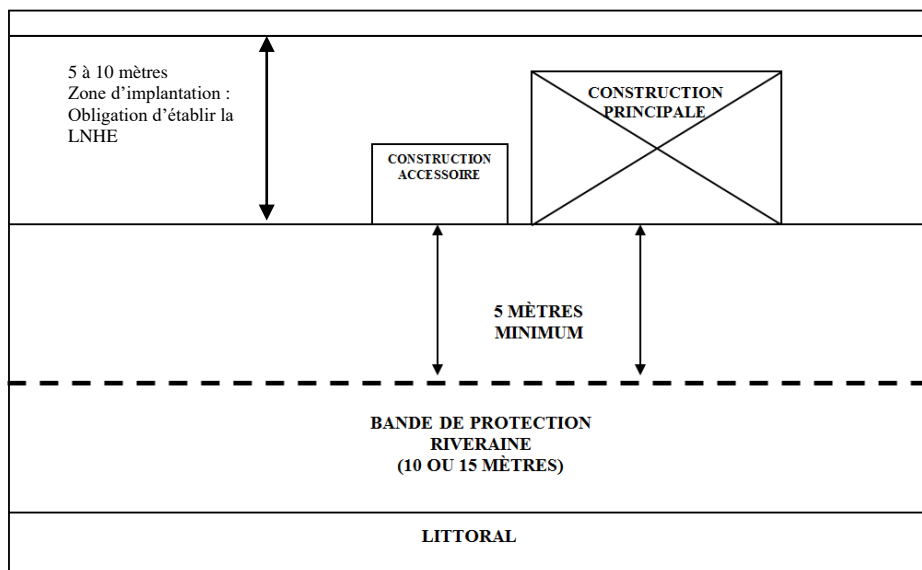 5 à 10 mètres
Zone d'implantation :
Obligation d'établir la
LNHE
CONSTRUCTION
PRINCIPALE
CONSTRUCTION
ACCESSOIRE
5 MÈTRES
MINIMUM
BANDE DE PROTECTION
RIVERAINE
(10 OU 15 MÈTRES)
LITTORAL